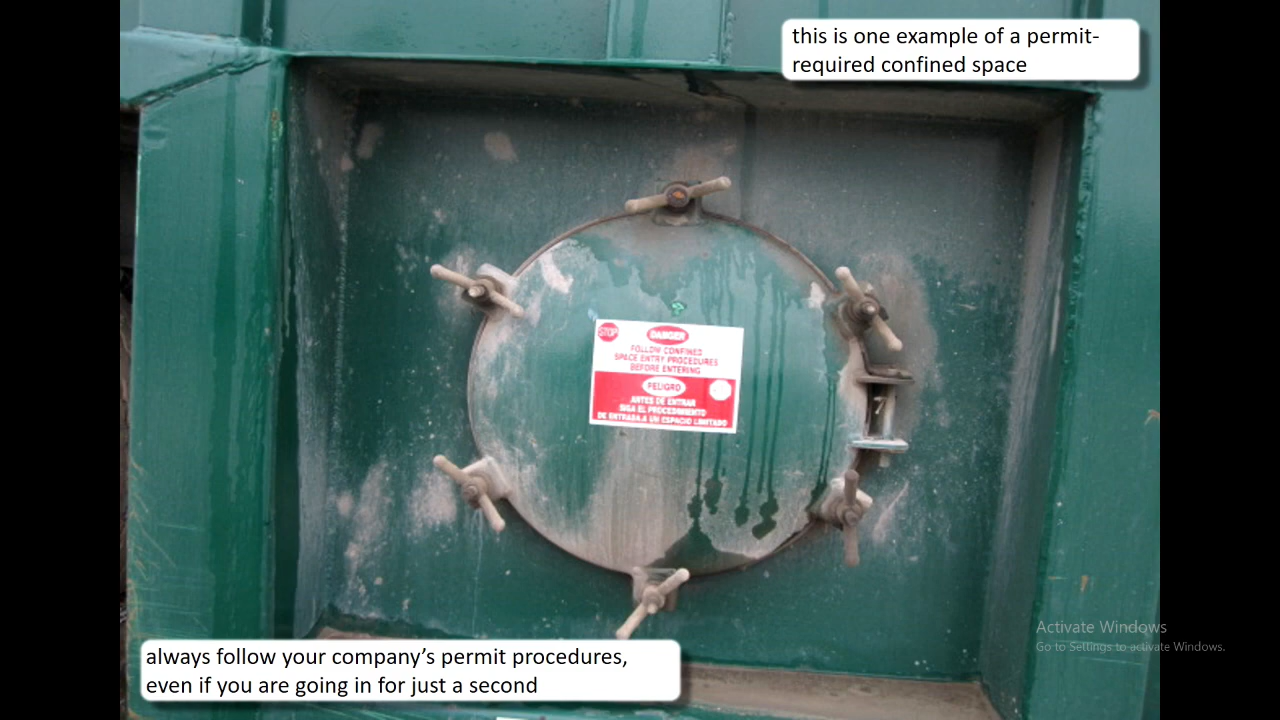 this is one example of a permit-
required confined space
STOP
DANGER
FOLLOW CONFINED
SPACE ENTRY PROCEDURES
BEFORE ENTERING
PELIGRO
ANTES DE ENTRAR
SIGA EL PROCEDIMIENTO
DE ENTRADA A UN ESPACIO LIMITADO
7
Activate Windows
Go to Settings to activate Windows.
always follow your company’s permit procedures,
even if you are going in for just a second